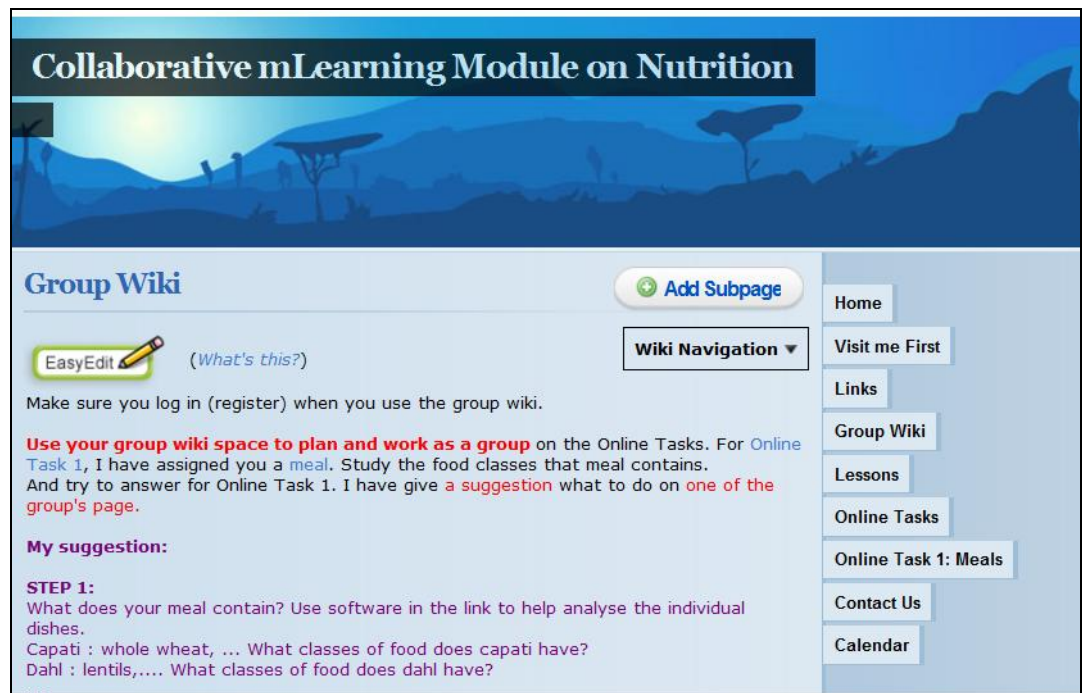 Collaborative mLearning Module on Nutrition
Group Wiki
Add Subpage
EasyEdit
(What's this?)
Wiki Navigation
Make sure you log in (register) when you use the group wiki.
Use your group wiki space to plan and work as a group on the Online Tasks. For Online
Task 1, I have assigned you a meal. Study the food classes that meal contains.
And try to answer for Online Task 1. I have give a suggestion what to do on one of the
group's page.
My suggestion:
STEP 1:
What does your meal contain? Use software in the link to help analyse the individual
dishes.
Capati : whole wheat, ... What classes of food does capati have?
Dahl : lentils,.... What classes of food does dahl have?
Home
Visit me First
Links
Group Wiki
Lessons
Online Tasks
Online Task 1: Meals
Contact Us
Calendar